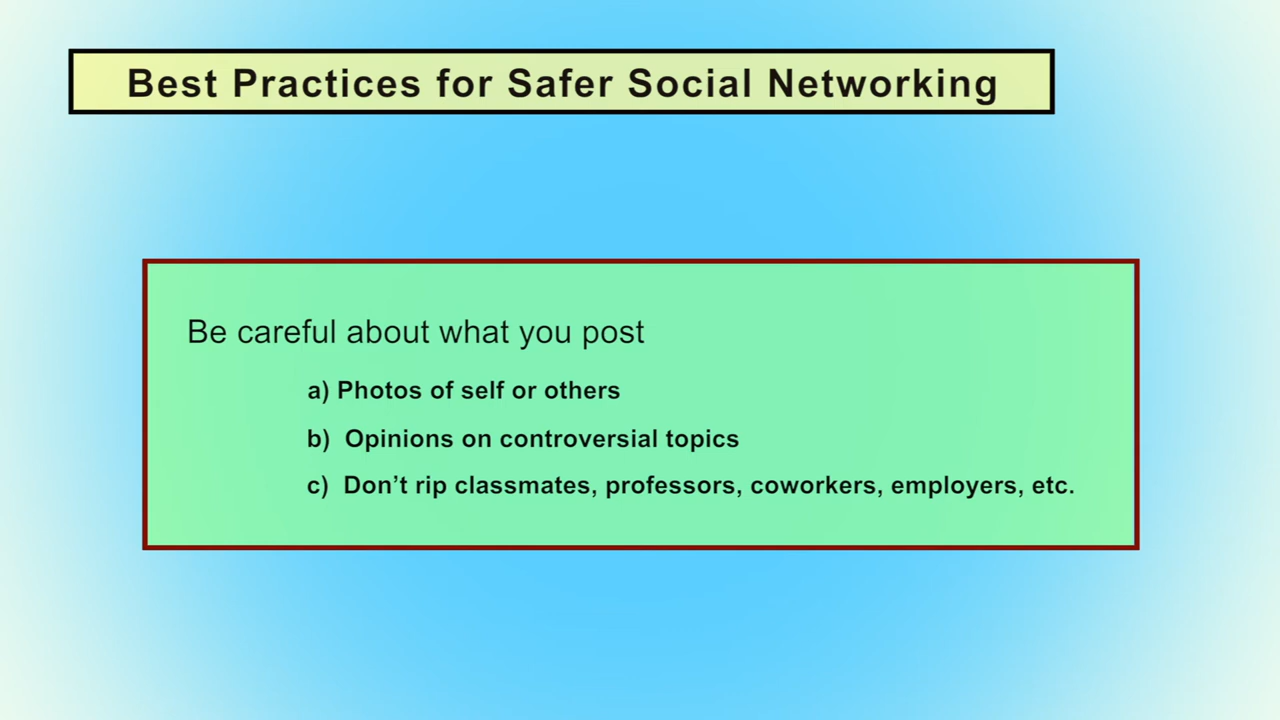 Best Practices for Safer Social Networking
Be careful about what you post
a) Photos of self or others
b) Opinions on controversial topics
c) Don’t rip classmates, professors, coworkers, employers, etc.